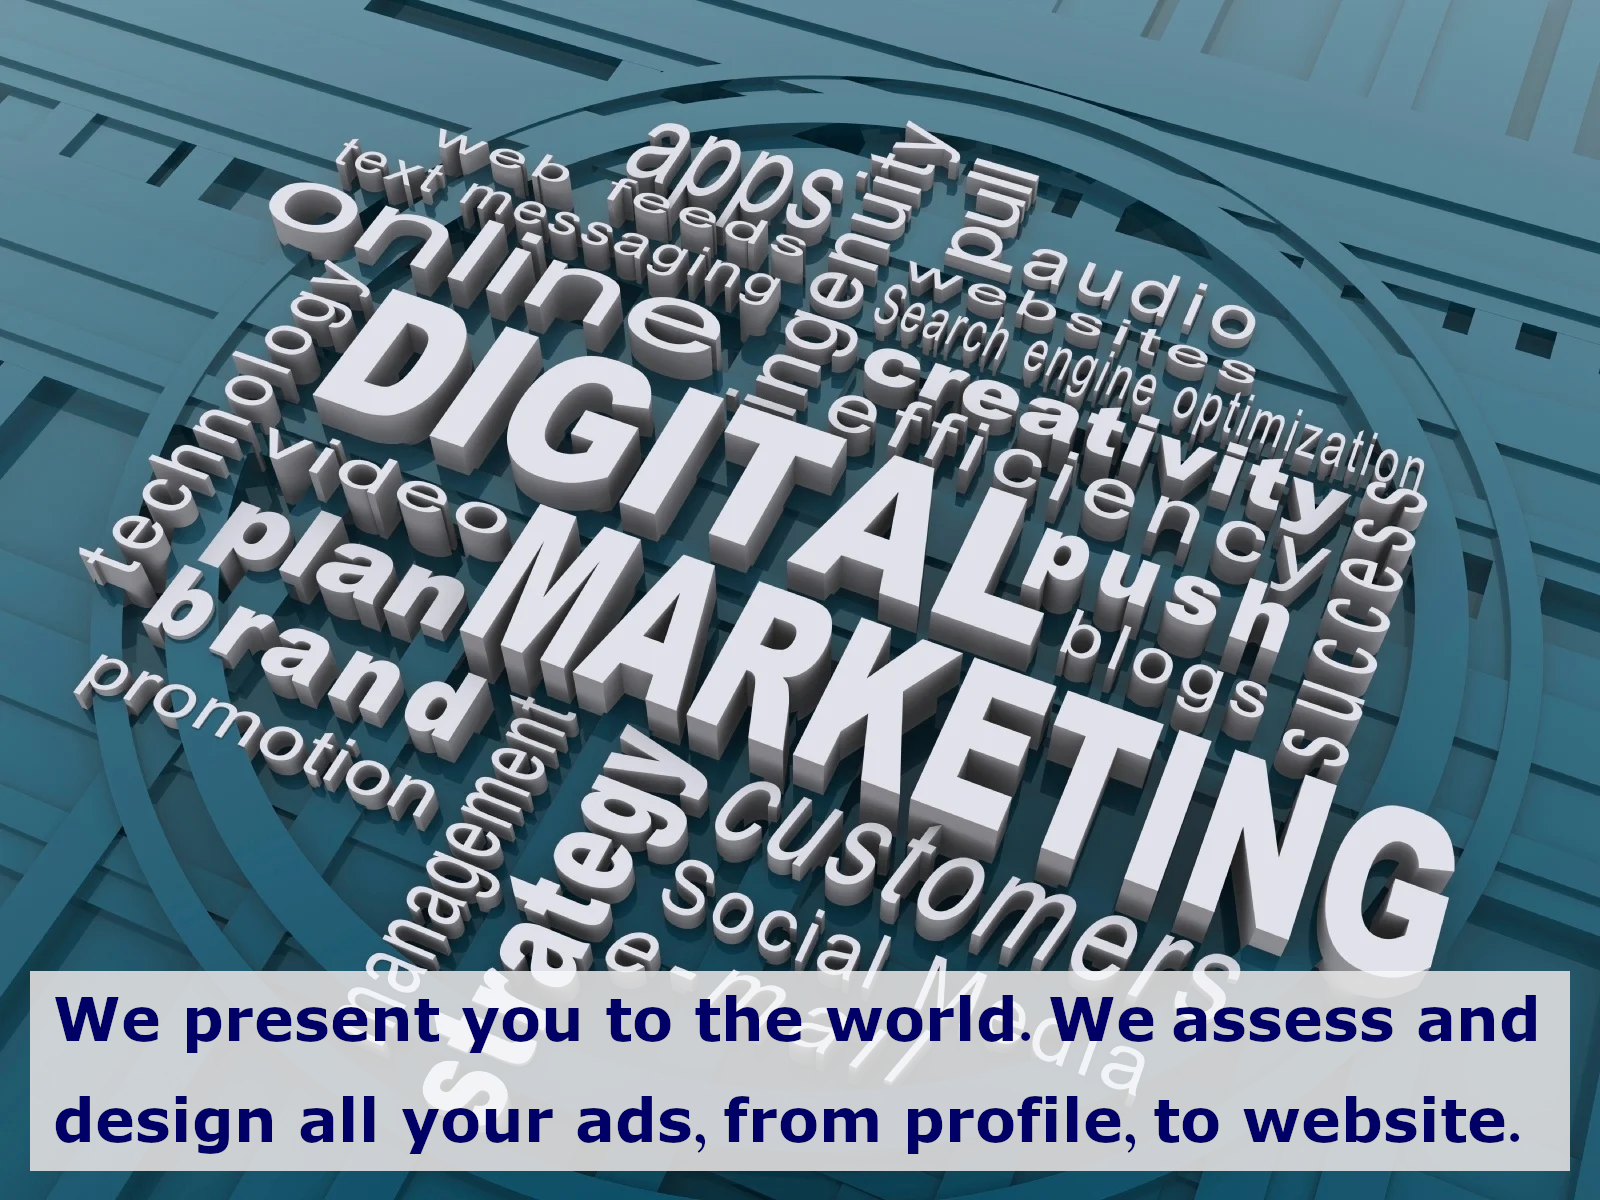 web
text messaging
feeds
apps
ingenuity
pull
audio
websites
Search engine optimization
online
technology
creativity
efficiency
DIGITAL
video
plan
brand
promotion
MARKETING
push
blogs
success
management
strategy
customers
Social Media
e-mail
We present you to the world. We assess and
design all your ads, from profile, to website.